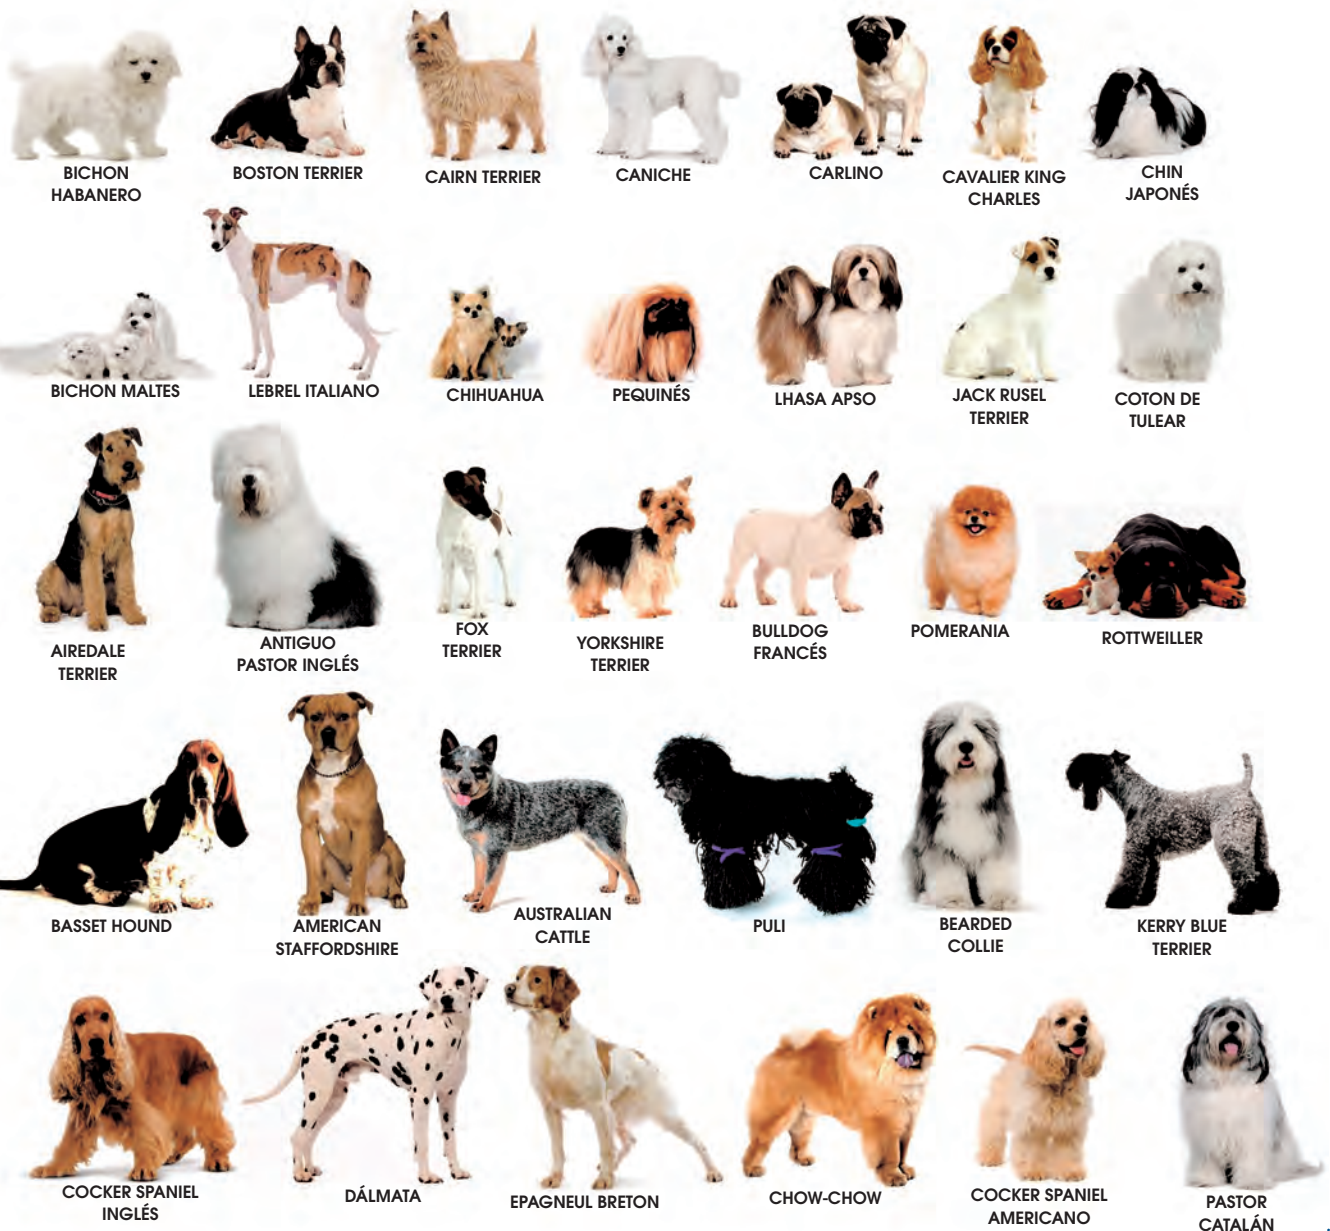 BICHON
HABANERO
BOSTON TERRIER
CAIRN TERRIER
CANICHE
CARLINO
CAVALIER KING
CHARLES
CHIN
JAPONÉS
BICHON MALTES
LEBREL ITALIANO
CHIHUAHUA
PEQUINÉS
LHASA APSO
JACK RUSEL
TERRIER
COTON DE
TULEAR
AIREDALE
TERRIER
ANTIGUO
PASTOR INGLÉS
FOX
TERRIER
YORKSHIRE
TERRIER
BULLDOG
FRANCÉS
POMERANIA
ROTTWEILLER
BASSET HOUND
AMERICAN
STAFFORDSHIRE
AUSTRALIAN
CATTLE
PULI
BEARDED
COLLIE
KERRY BLUE
TERRIER
COCKER SPANIEL
INGLÉS
DÁLMATA
EPAGNEUL BRETON
CHOW-CHOW
COCKER SPANIEL
AMERICANO
PASTOR
CATALÁN